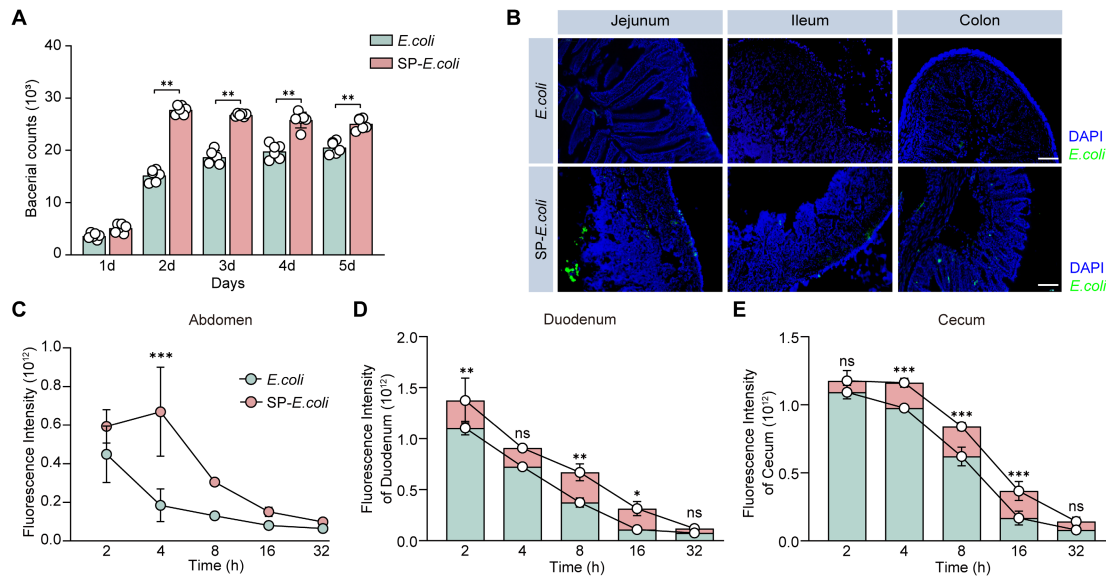 A
Bacerial counts (10³)
40
30
20
10
0
1d 2d 3d 4d 5d
Days
E.coli
SP-E.coli
** ** ** **
B
Jejunum Ileum Colon
E.coli
SP-E.coli
DAPI
E.coli
DAPI
E.coli
C
Abdomen
Fluorescence Intensity (10¹²)
1.0
0.8
0.6
0.4
0.2
0.0
***
E.coli
SP-E.coli
2 4 8 16 32
Time (h)
D
Duodenum
Fluorescence Intensity
of Duodenum (10¹²)
2.0
1.5
1.0
0.5
0.0
** ns ** * ns
2 4 8 16 32
Time (h)
E
Cecum
Fluorescence Intensity
of Cecum (10¹²)
1.5
1.0
0.5
0.0
ns *** *** *** ns
2 4 8 16 32
Time (h)